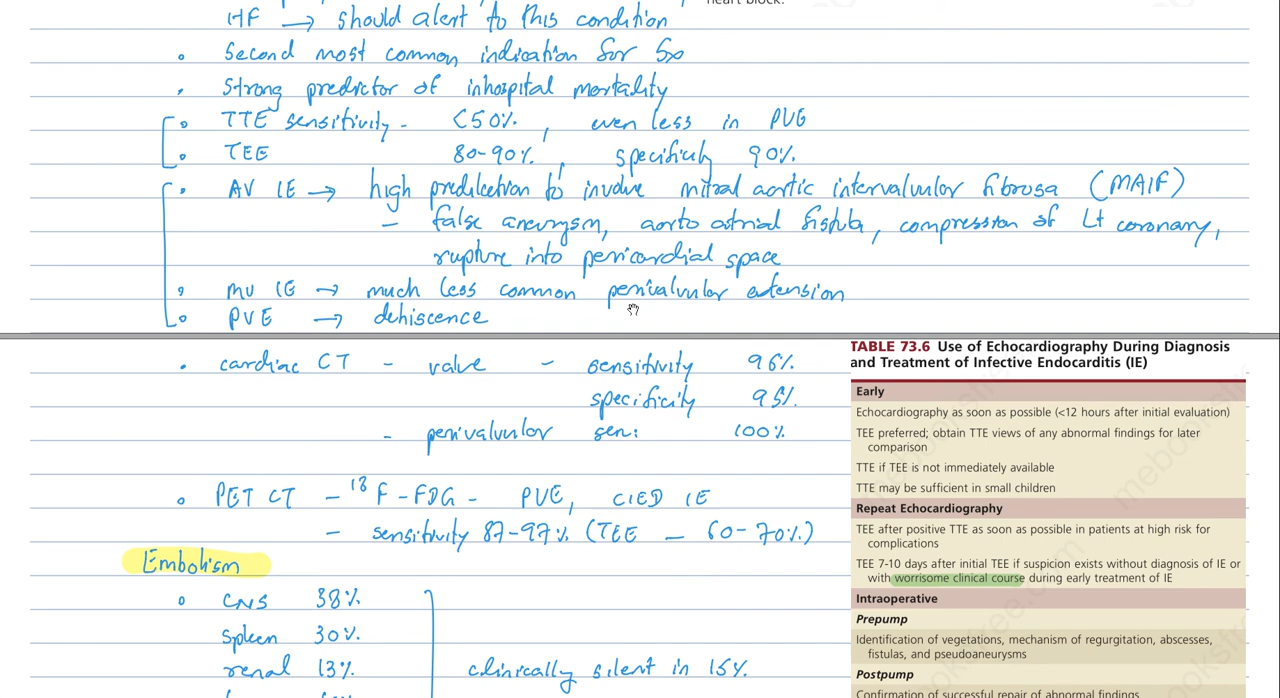 heart block.
HF → should alert to this condition
• Second most common indication for Sx
• Strong predictor of inhospital mortality
• TTE sensitivity - <50%, even less in PVE
• TEE 80-90%, specificity 90%.
• AV IE → high predilection to involve mitral aortic intervalvular fibrosa (MAIF)
- false aneurysm, aorto atrial fistula, compression of Lt coronary,
rupture into pericardial space
• MV IE → much less common perivalvular extension
• PVE → dehiscence
• cardiac CT - valve - sensitivity 96%.
specificity 95%.
- perivalvular sen: 100%
• PET CT - 18F-FDG - PVE, CIED IE
- sensitivity 87-97% (TEE - 60-70%)
Embolism
• CNS 38%
Spleen 30%.
renal 13%. clinically silent in 15%.
TABLE 73.6 Use of Echocardiography During Diagnosis
and Treatment of Infective Endocarditis (IE)
Early
Echocardiography as soon as possible (<12 hours after initial evaluation)
TEE preferred; obtain TTE views of any abnormal findings for later
comparison
TTE if TEE is not immediately available
TTE may be sufficient in small children
Repeat Echocardiography
TEE after positive TTE as soon as possible in patients at high risk for
complications
TEE 7-10 days after initial TEE if suspicion exists without diagnosis of IE or
with worrisome clinical course during early treatment of IE
Intraoperative
Prepump
Identification of vegetations, mechanism of regurgitation, abscesses,
fistulas, and pseudoaneurysms
Postpump
Confirmation of successful repair of abnormal findings